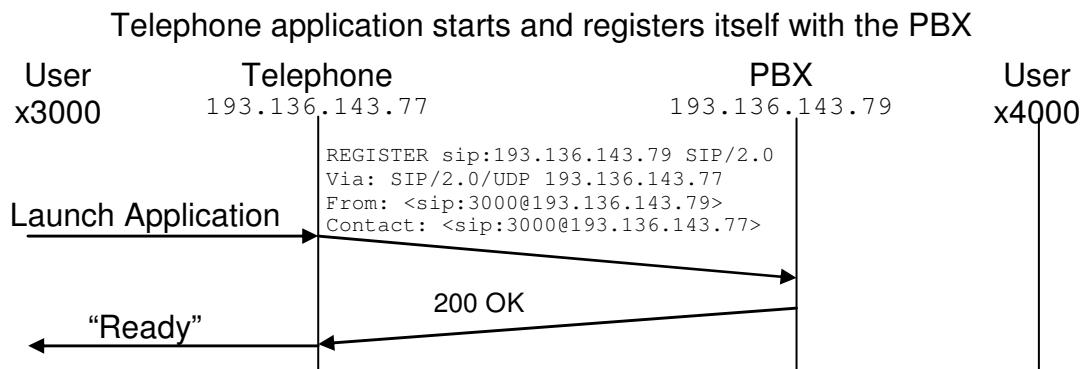 Telephone application starts and registers itself with the PBX
User
x3000
Telephone
193.136.143.77
PBX
193.136.143.79
User
x4000
REGISTER sip:193.136.143.79 SIP/2.0
Via: SIP/2.0/UDP 193.136.143.77
From: <sip:3000@193.136.143.79>
Contact: <sip:3000@193.136.143.77>
Launch Application
200 OK
“Ready”